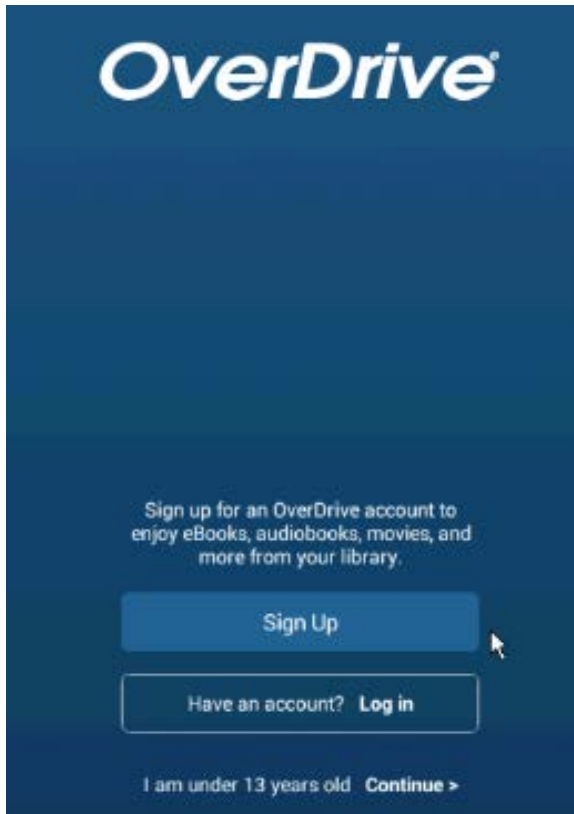 OverDrive®
Sign up for an OverDrive account to
enjoy eBooks, audiobooks, movies, and
more from your library.
Sign Up
Have an account? Log in
I am under 13 years old Continue >